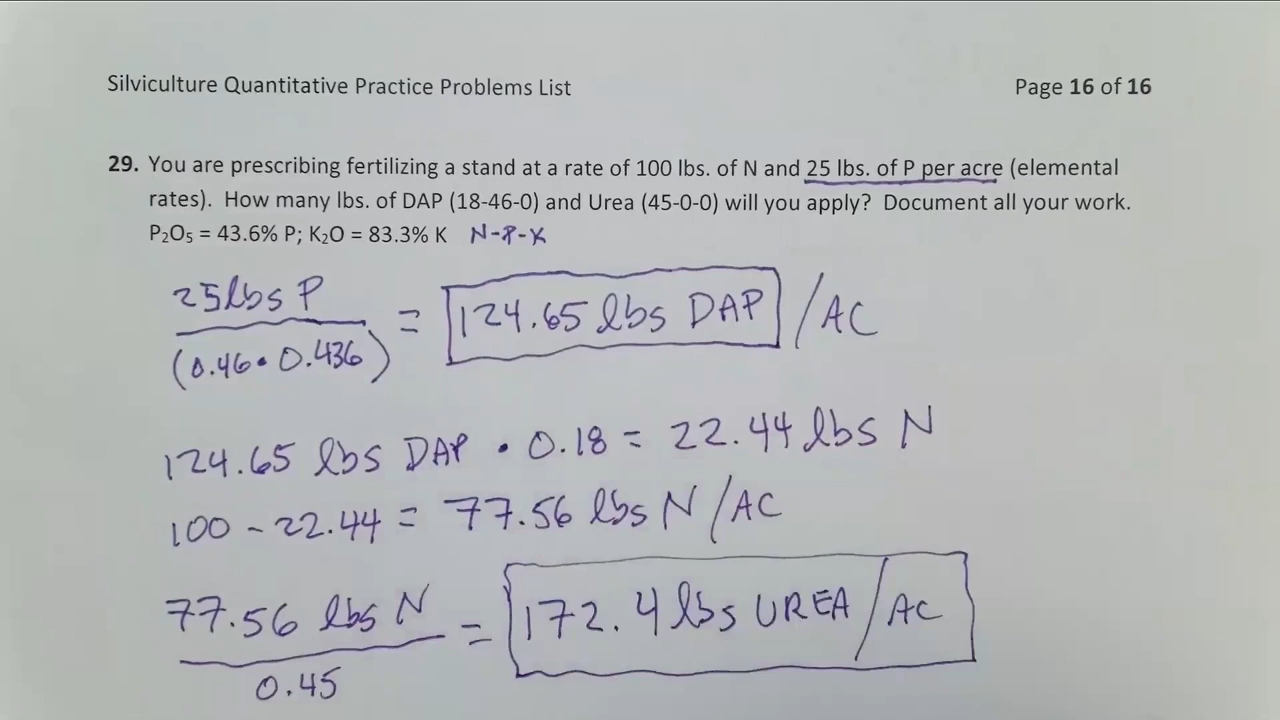 Silviculture Quantitative Practice Problems List
Page 16 of 16
29. You are prescribing fertilizing a stand at a rate of 100 lbs. of N and 25 lbs. of P per acre (elemental
rates). How many lbs. of DAP (18-46-0) and Urea (45-0-0) will you apply? Document all your work.
P₂O₅ = 43.6% P; K₂O = 83.3% K N-P-K
25 lbs P
(0.46 • 0.436) = 124.65 lbs DAP /AC
124.65 lbs DAP • 0.18 = 22.44 lbs N
100 - 22.44 = 77.56 lbs N/AC
77.56 lbs N
0.45 = 172.4 lbs UREA/AC